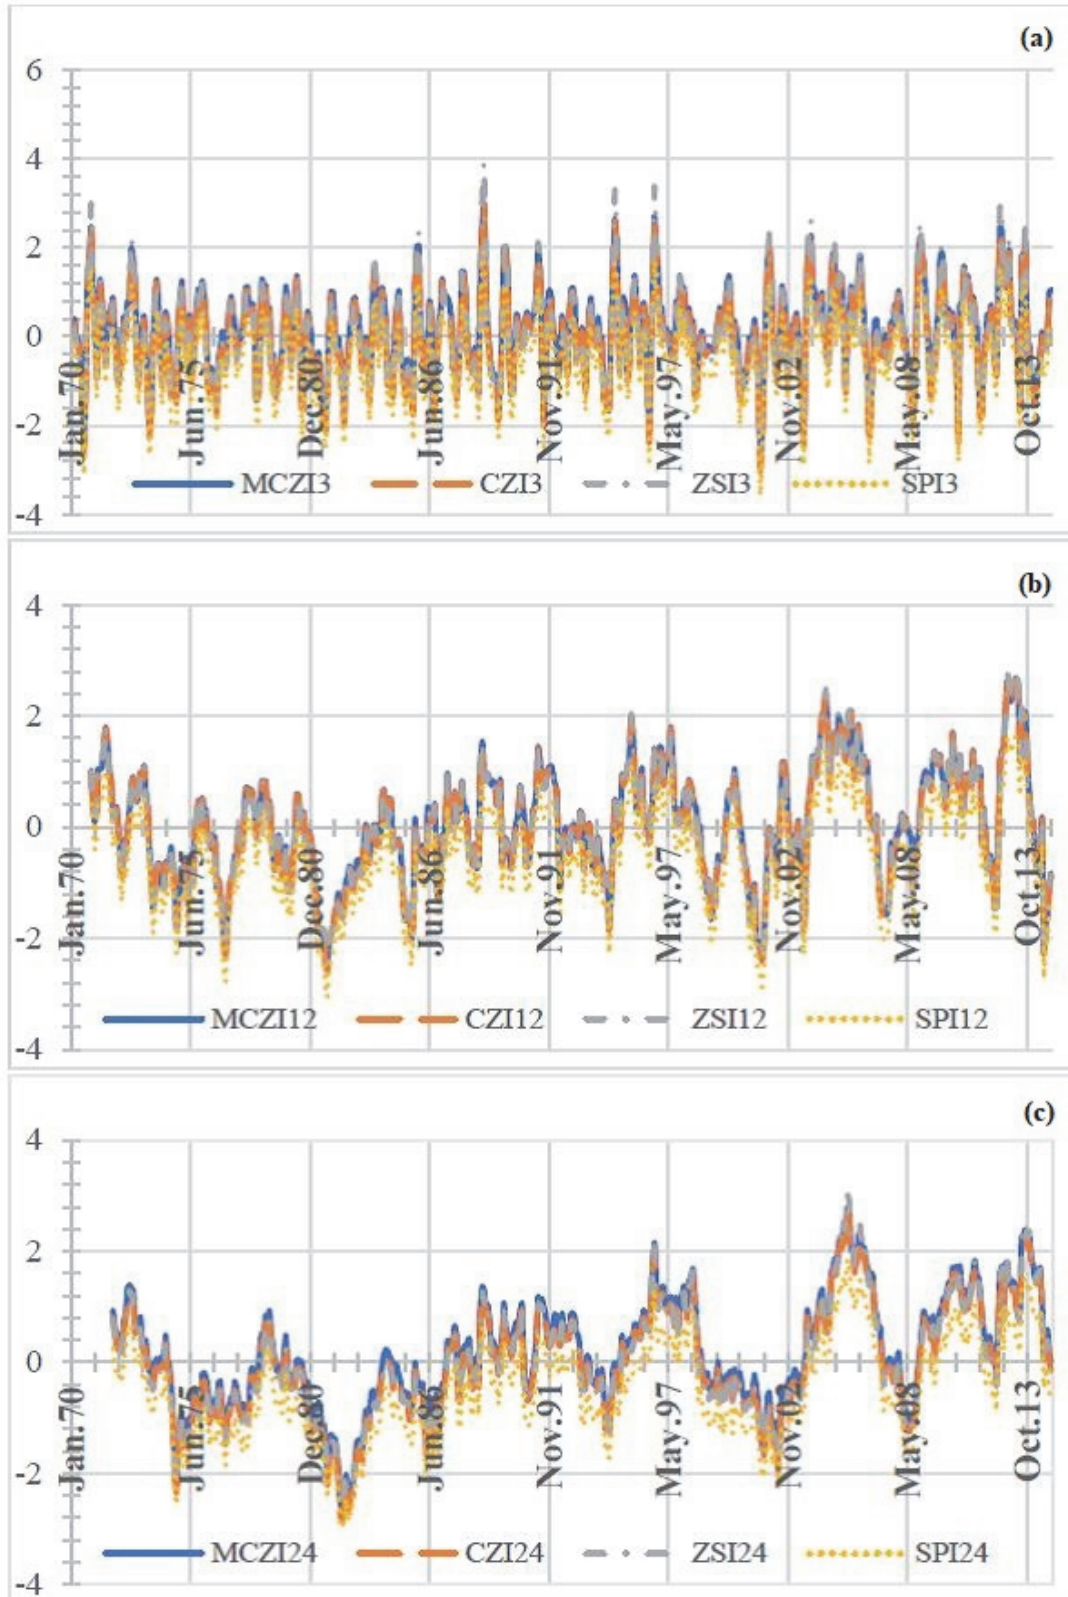 (a)
6
4
2
0
-2
-4
Jan.70 Jun.75 Dec.80 Jun.86 Nov.91 May.97 Nov.02 May.08 Oct.13
MCZI3 CZI3 ZSI3 SPI3
(b)
4
2
0
-2
-4
Jan.70 Jun.75 Dec.80 Jun.86 Nov.91 May.97 Nov.02 May.08 Oct.13
MCZI12 CZI12 ZSI12 SPI12
(c)
4
2
0
-2
-4
Jan.70 Jun.75 Dec.80 Jun.86 Nov.91 May.97 Nov.02 May.08 Oct.13
MCZI24 CZI24 ZSI24 SPI24